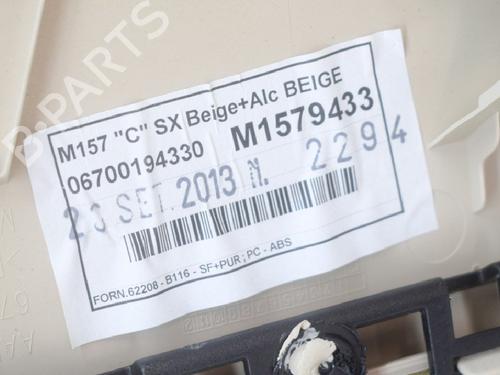 B-PARTS
M157 "C" SX Beige+Alc BEIGE
06700194330 M1579433
23 SET. 2013 N. 2294
FORN.62208 - B116 - SF+PUR; PC - ABS